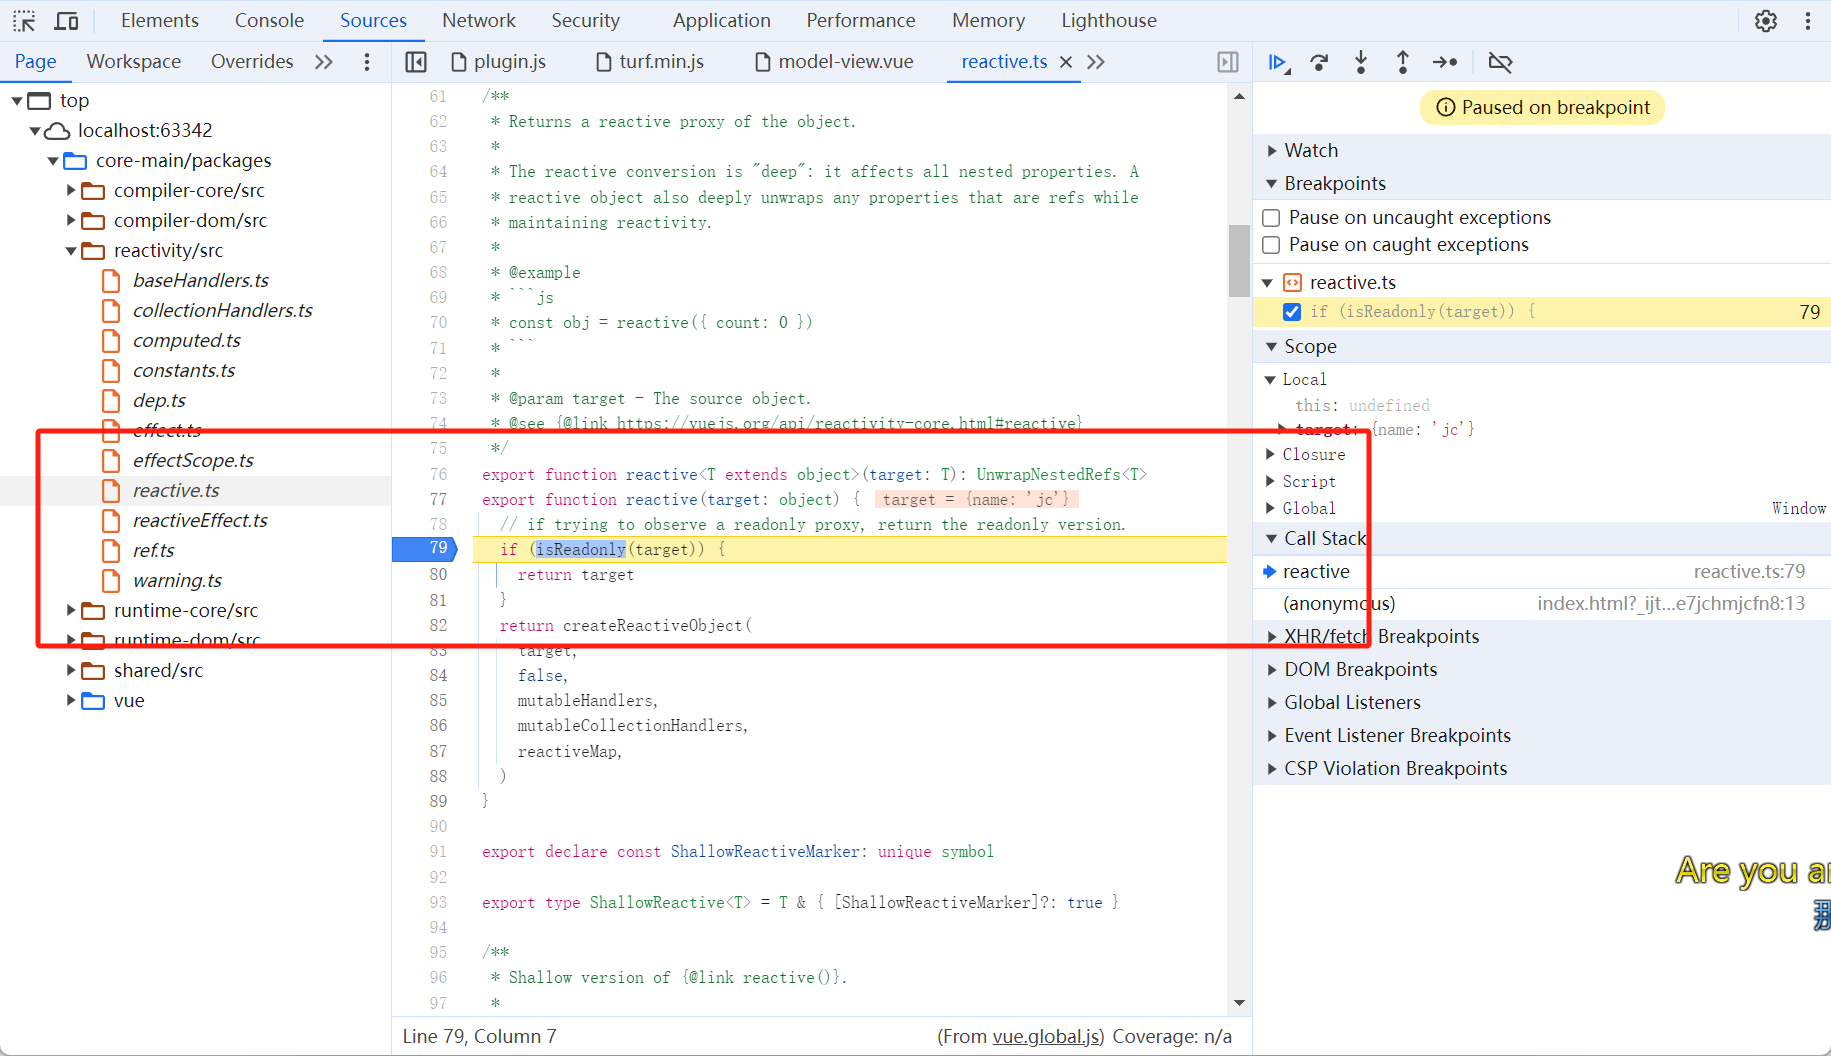 Elements Console Sources Network Security Application Performance Memory Lighthouse
Page Workspace Overrides
plugin.js turf.min.js model-view.vue reactive.ts
top
localhost:63342
core-main/packages
compiler-core/src
compiler-dom/src
reactivity/src
baseHandlers.ts
collectionHandlers.ts
computed.ts
constants.ts
dep.ts
effect.ts
effectScope.ts
reactive.ts
reactiveEffect.ts
ref.ts
warning.ts
runtime-core/src
runtime-dom/src
shared/src
vue
61 /**
62 * Returns a reactive proxy of the object.
63 *
64 * The reactive conversion is "deep": it affects all nested properties. A
65 * reactive object also deeply unwraps any properties that are refs while
66 * maintaining reactivity.
67 *
68 * @example
69 * ```js
70 * const obj = reactive({ count: 0 })
71 * ```
72 *
73 * @param target - The source object.
74 * @see {@link https://vuejs.org/api/reactivity-core.html#reactive}
75 */
76 export function reactive<T extends object>(target: T): UnwrapNestedRefs<T>
77 export function reactive(target: object) { target = {name: 'jc'}
78 // if trying to observe a readonly proxy, return the readonly version.
79 if (isReadonly(target)) {
80 return target
81 }
82 return createReactiveObject(
83 target,
84 false,
85 mutableHandlers,
86 mutableCollectionHandlers,
87 reactiveMap,
88 )
89 }
90
91 export declare const ShallowReactiveMarker: unique symbol
92
93 export type ShallowReactive<T> = T & { [ShallowReactiveMarker]?: true }
94
95 /**
96 * Shallow version of {@link reactive()}.
97 *
Line 79, Column 7 (From vue.global.js) Coverage: n/a
Paused on breakpoint
Watch
Breakpoints
Pause on uncaught exceptions
Pause on caught exceptions
reactive.ts
if (isReadonly(target)) { 79
Scope
Local
this: undefined
target: {name: 'jc'}
Closure
Script
Global Window
Call Stack
reactive reactive.ts:79
(anonymous) index.html?_ijt…e7jchmjcfn8:13
XHR/fetch Breakpoints
DOM Breakpoints
Global Listeners
Event Listener Breakpoints
CSP Violation Breakpoints
Are you
那